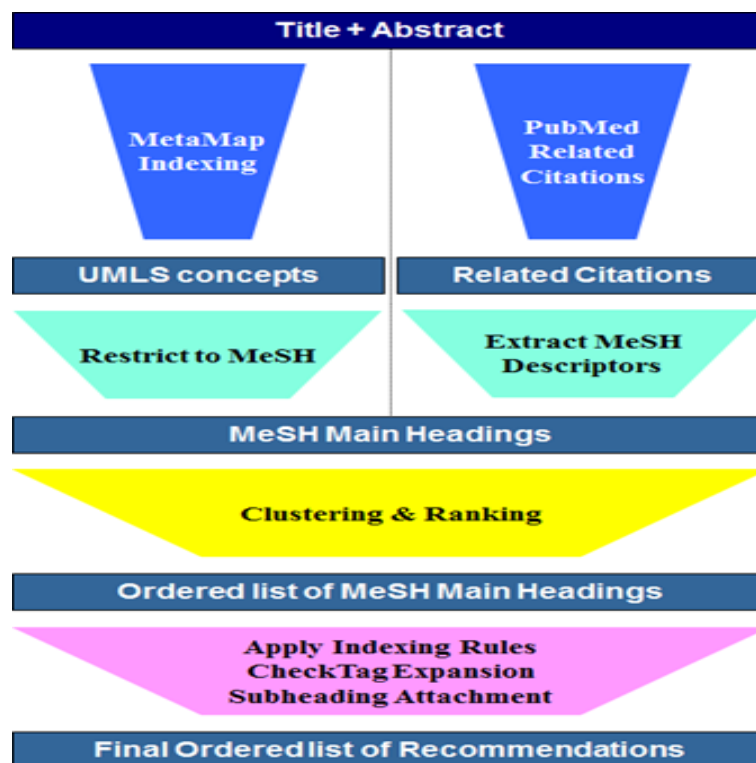 Title + Abstract
MetaMap
Indexing
PubMed
Related
Citations
UMLS concepts
Related Citations
Restrict to MeSH
Extract MeSH
Descriptors
MeSH Main Headings
Clustering & Ranking
Ordered list of MeSH Main Headings
Apply Indexing Rules
CheckTag Expansion
Subheading Attachment
Final Ordered list of Recommendations